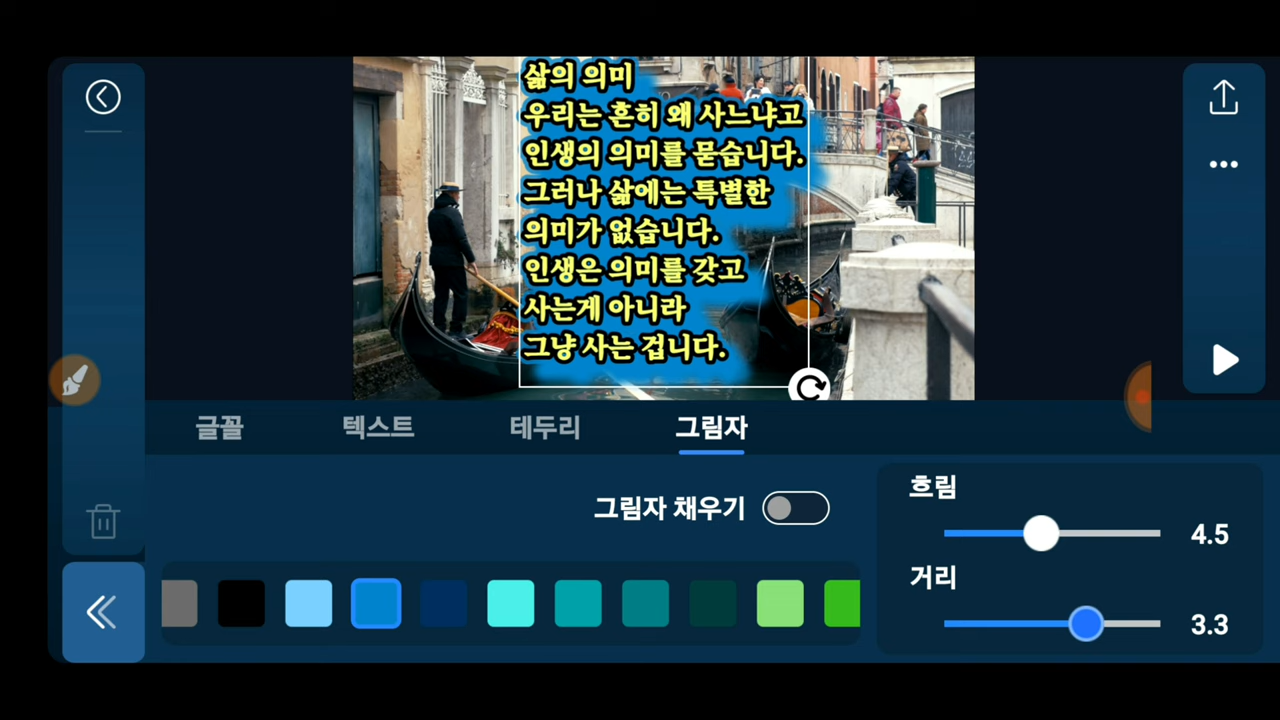 삶의 의미
우리는 흔히 왜 사느냐고
인생의 의미를 묻습니다.
그러나 삶에는 특별한
의미가 없습니다.
인생은 의미를 갖고
사는게 아니라
그냥 사는 겁니다.
글꼴 텍스트 테두리 그림자
그림자 채우기
흐림
4.5
거리
3.3